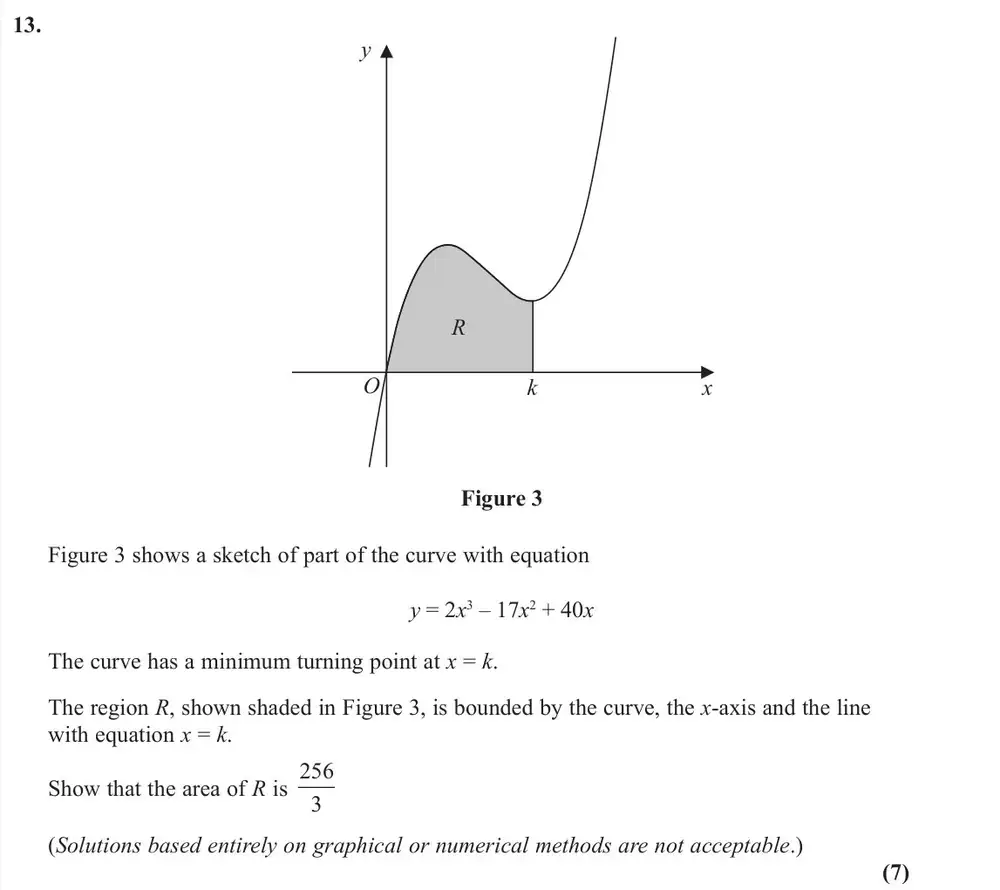 13.
y
R
O
k
x
Figure 3
Figure 3 shows a sketch of part of the curve with equation
y = 2x³ – 17x² + 40x
The curve has a minimum turning point at x = k.
The region R, shown shaded in Figure 3, is bounded by the curve, the x-axis and the line
with equation x = k.
Show that the area of R is 256/3
(Solutions based entirely on graphical or numerical methods are not acceptable.)
(7)